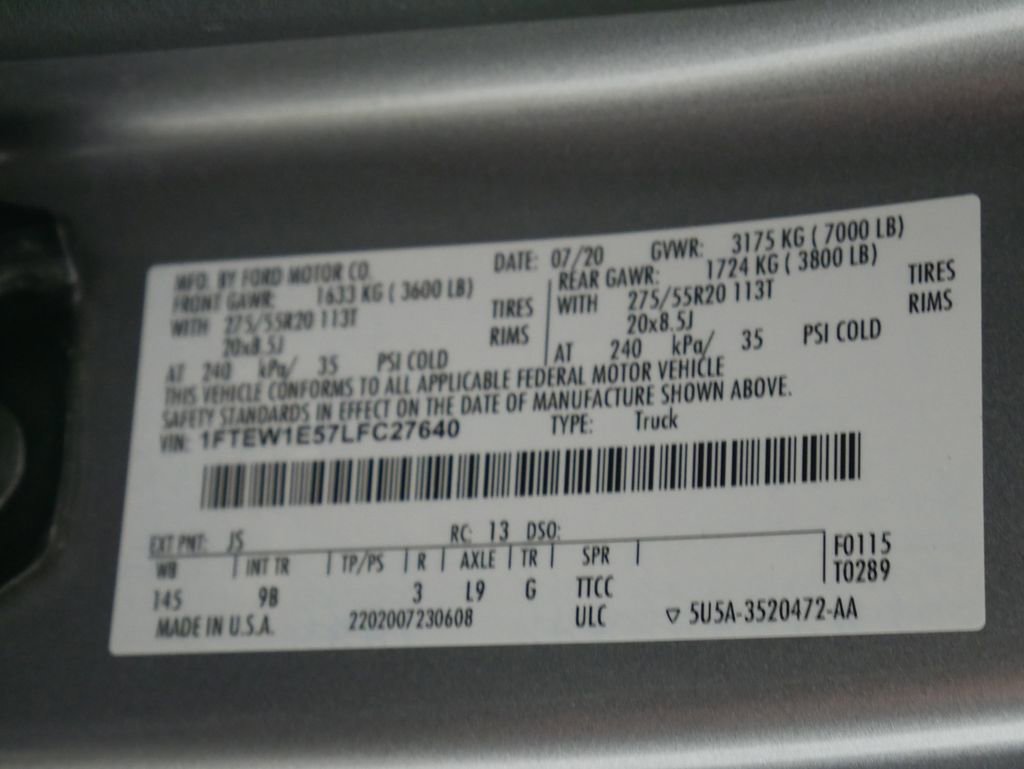 MFD. BY FORD MOTOR CO. DATE: 07/20 GVWR: 3175 KG ( 7000 LB)
FRONT GAWR: 1633 KG ( 3600 LB) REAR GAWR: 1724 KG ( 3800 LB)
WITH 275/55R20 113T TIRES WITH 275/55R20 113T TIRES
20x8.5J RIMS 20x8.5J RIMS
AT 240 kPa/ 35 PSI COLD AT 240 kPa/ 35 PSI COLD
THIS VEHICLE CONFORMS TO ALL APPLICABLE FEDERAL MOTOR VEHICLE
SAFETY STANDARDS IN EFFECT ON THE DATE OF MANUFACTURE SHOWN ABOVE.
VIN: 1FTEW1E57LFC27640 TYPE: Truck
EXT PNT: JS RC: 13 DSO: F0115
WB INT TR TP/PS R AXLE TR SPR T0289
145 9B 3 L9 G TTCC
MADE IN U.S.A. 2202007230608 ULC ▽ 5U5A-3520472-AA